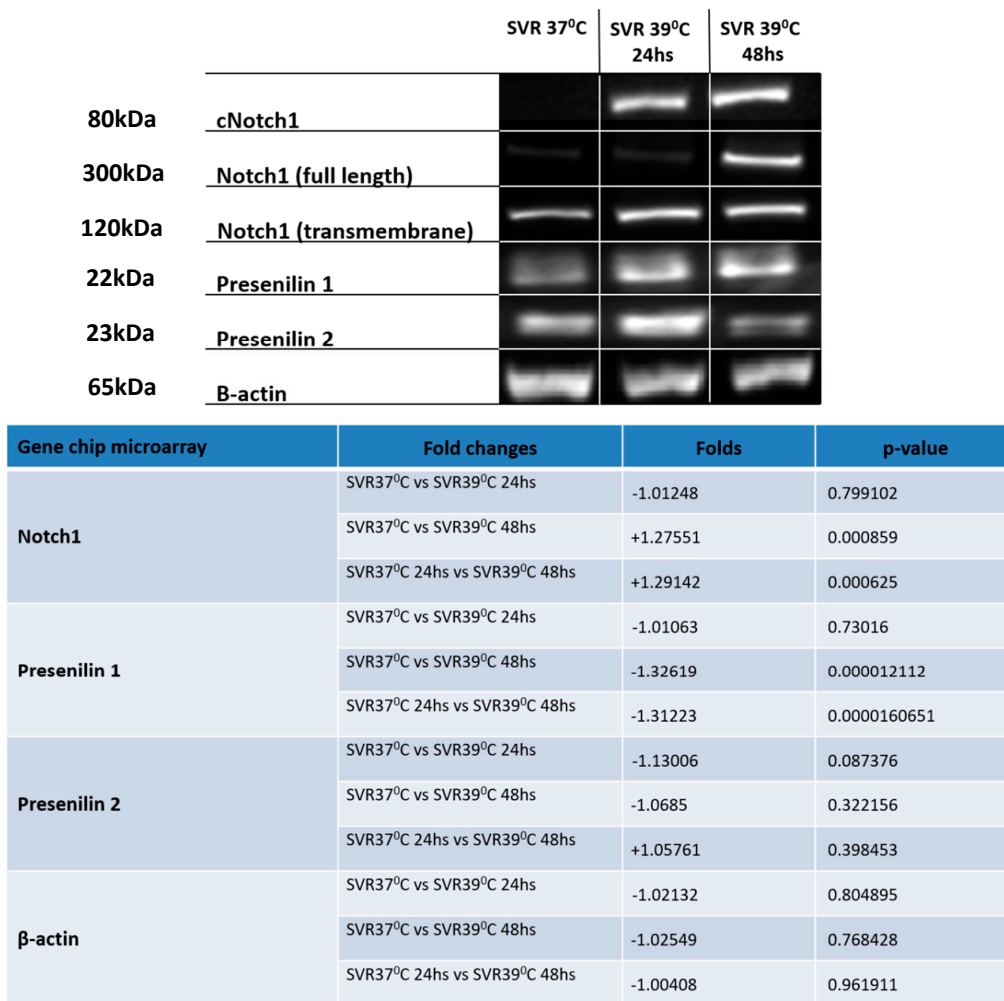 SVR 37⁰C SVR 39⁰C SVR 39⁰C
24hs 48hs
80kDa cNotch1
300kDa Notch1 (full length)
120kDa Notch1 (transmembrane)
22kDa Presenilin 1
23kDa Presenilin 2
65kDa B-actin
Gene chip microarray Fold changes Folds p-value
Notch1
SVR37⁰C vs SVR39⁰C 24hs -1.01248 0.799102
SVR37⁰C vs SVR39⁰C 48hs +1.27551 0.000859
SVR37⁰C 24hs vs SVR39⁰C 48hs +1.29142 0.000625
Presenilin 1
SVR37⁰C vs SVR39⁰C 24hs -1.01063 0.73016
SVR37⁰C vs SVR39⁰C 48hs -1.32619 0.000012112
SVR37⁰C 24hs vs SVR39⁰C 48hs -1.31223 0.0000160651
Presenilin 2
SVR37⁰C vs SVR39⁰C 24hs -1.13006 0.087376
SVR37⁰C vs SVR39⁰C 48hs -1.0685 0.322156
SVR37⁰C 24hs vs SVR39⁰C 48hs +1.05761 0.398453
β-actin
SVR37⁰C vs SVR39⁰C 24hs -1.02132 0.804895
SVR37⁰C vs SVR39⁰C 48hs -1.02549 0.768428
SVR37⁰C 24hs vs SVR39⁰C 48hs -1.00408 0.961911